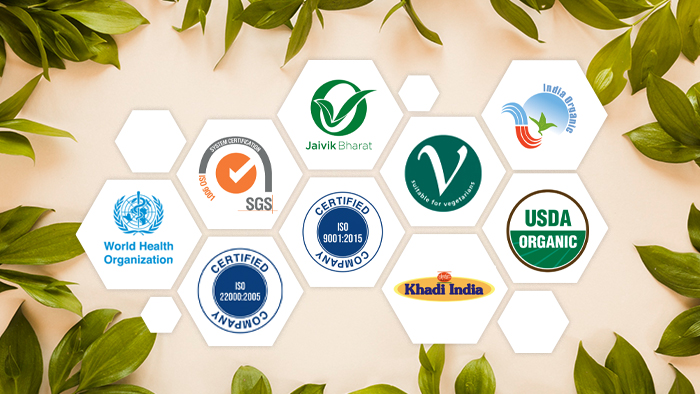 Jaivik Bharat
India Organic
SYSTEM CERTIFICATION
ISO 9001
SGS
V
suitable for vegetarians
World Health
Organization
CERTIFIED
ISO
9001:2015
COMPANY
USDA
ORGANIC
CERTIFIED
ISO
22000:2005
COMPANY
Khadi India